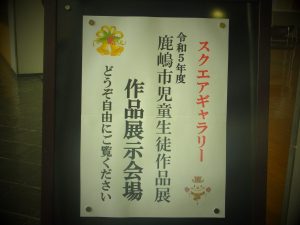 スクエアギャラリー
令和5年度
鹿嶋市児童生徒作品展
作品展示会場
どうぞ自由にご覧ください